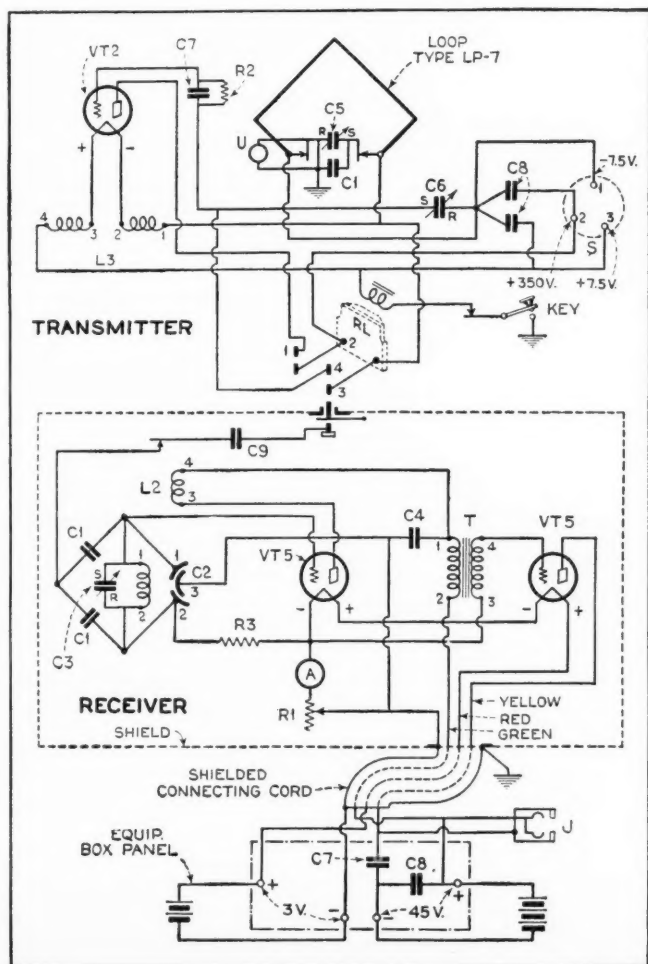 VT2
C7
R2
LOOP
TYPE LP-7
C5
R
S
U
C1
+
-
C6
S
R
C8
-7.5V.
1
2
3
S
4
3
2
1
L3
+350V.
+7.5V.
TRANSMITTER
RL
KEY
1
2
4
3
C9
4
L2
3
C1
1
C2
S
R
3
2
1
2
C1
C3
VT5
-
+
C4
T
1
4
2
3
VT5
-
+
R3
A
R1
RECEIVER
SHIELD
YELLOW
RED
GREEN
SHIELDED
CONNECTING CORD
EQUIP.
BOX PANEL
J
C7
C8
+
3V.
-
-
45V.
+